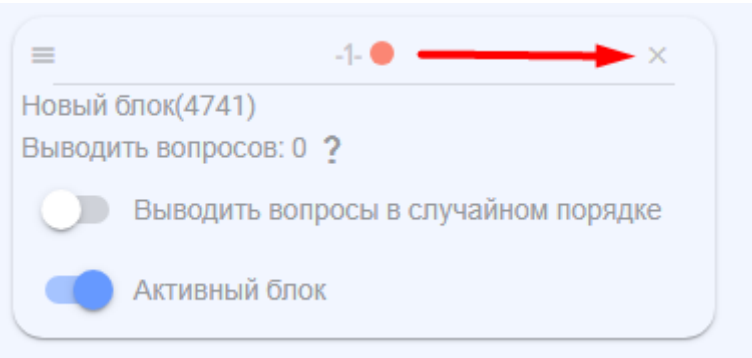 -1-
Новый блок(4741)
Выводить вопросов: 0 ?
Выводить вопросы в случайном порядке
Активный блок